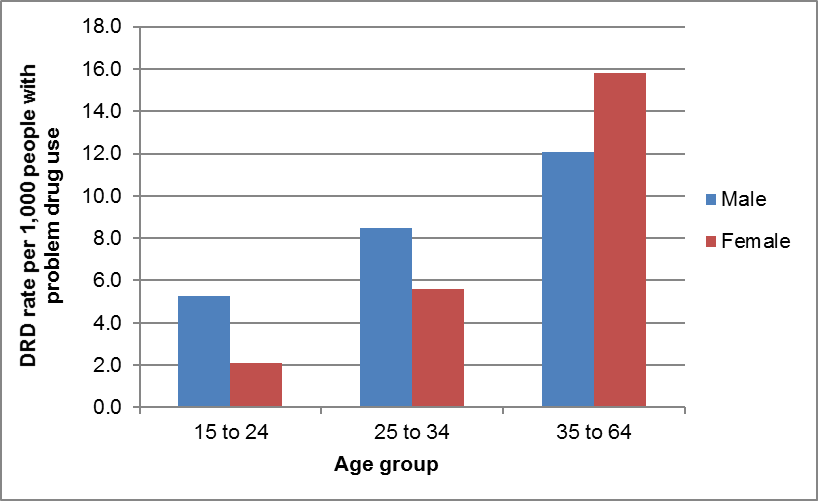 DRD rate per 1,000 people with
problem drug use
18.0
16.0
14.0
12.0
10.0
8.0
6.0
4.0
2.0
0.0
15 to 24
25 to 34
35 to 64
Age group
Male
Female